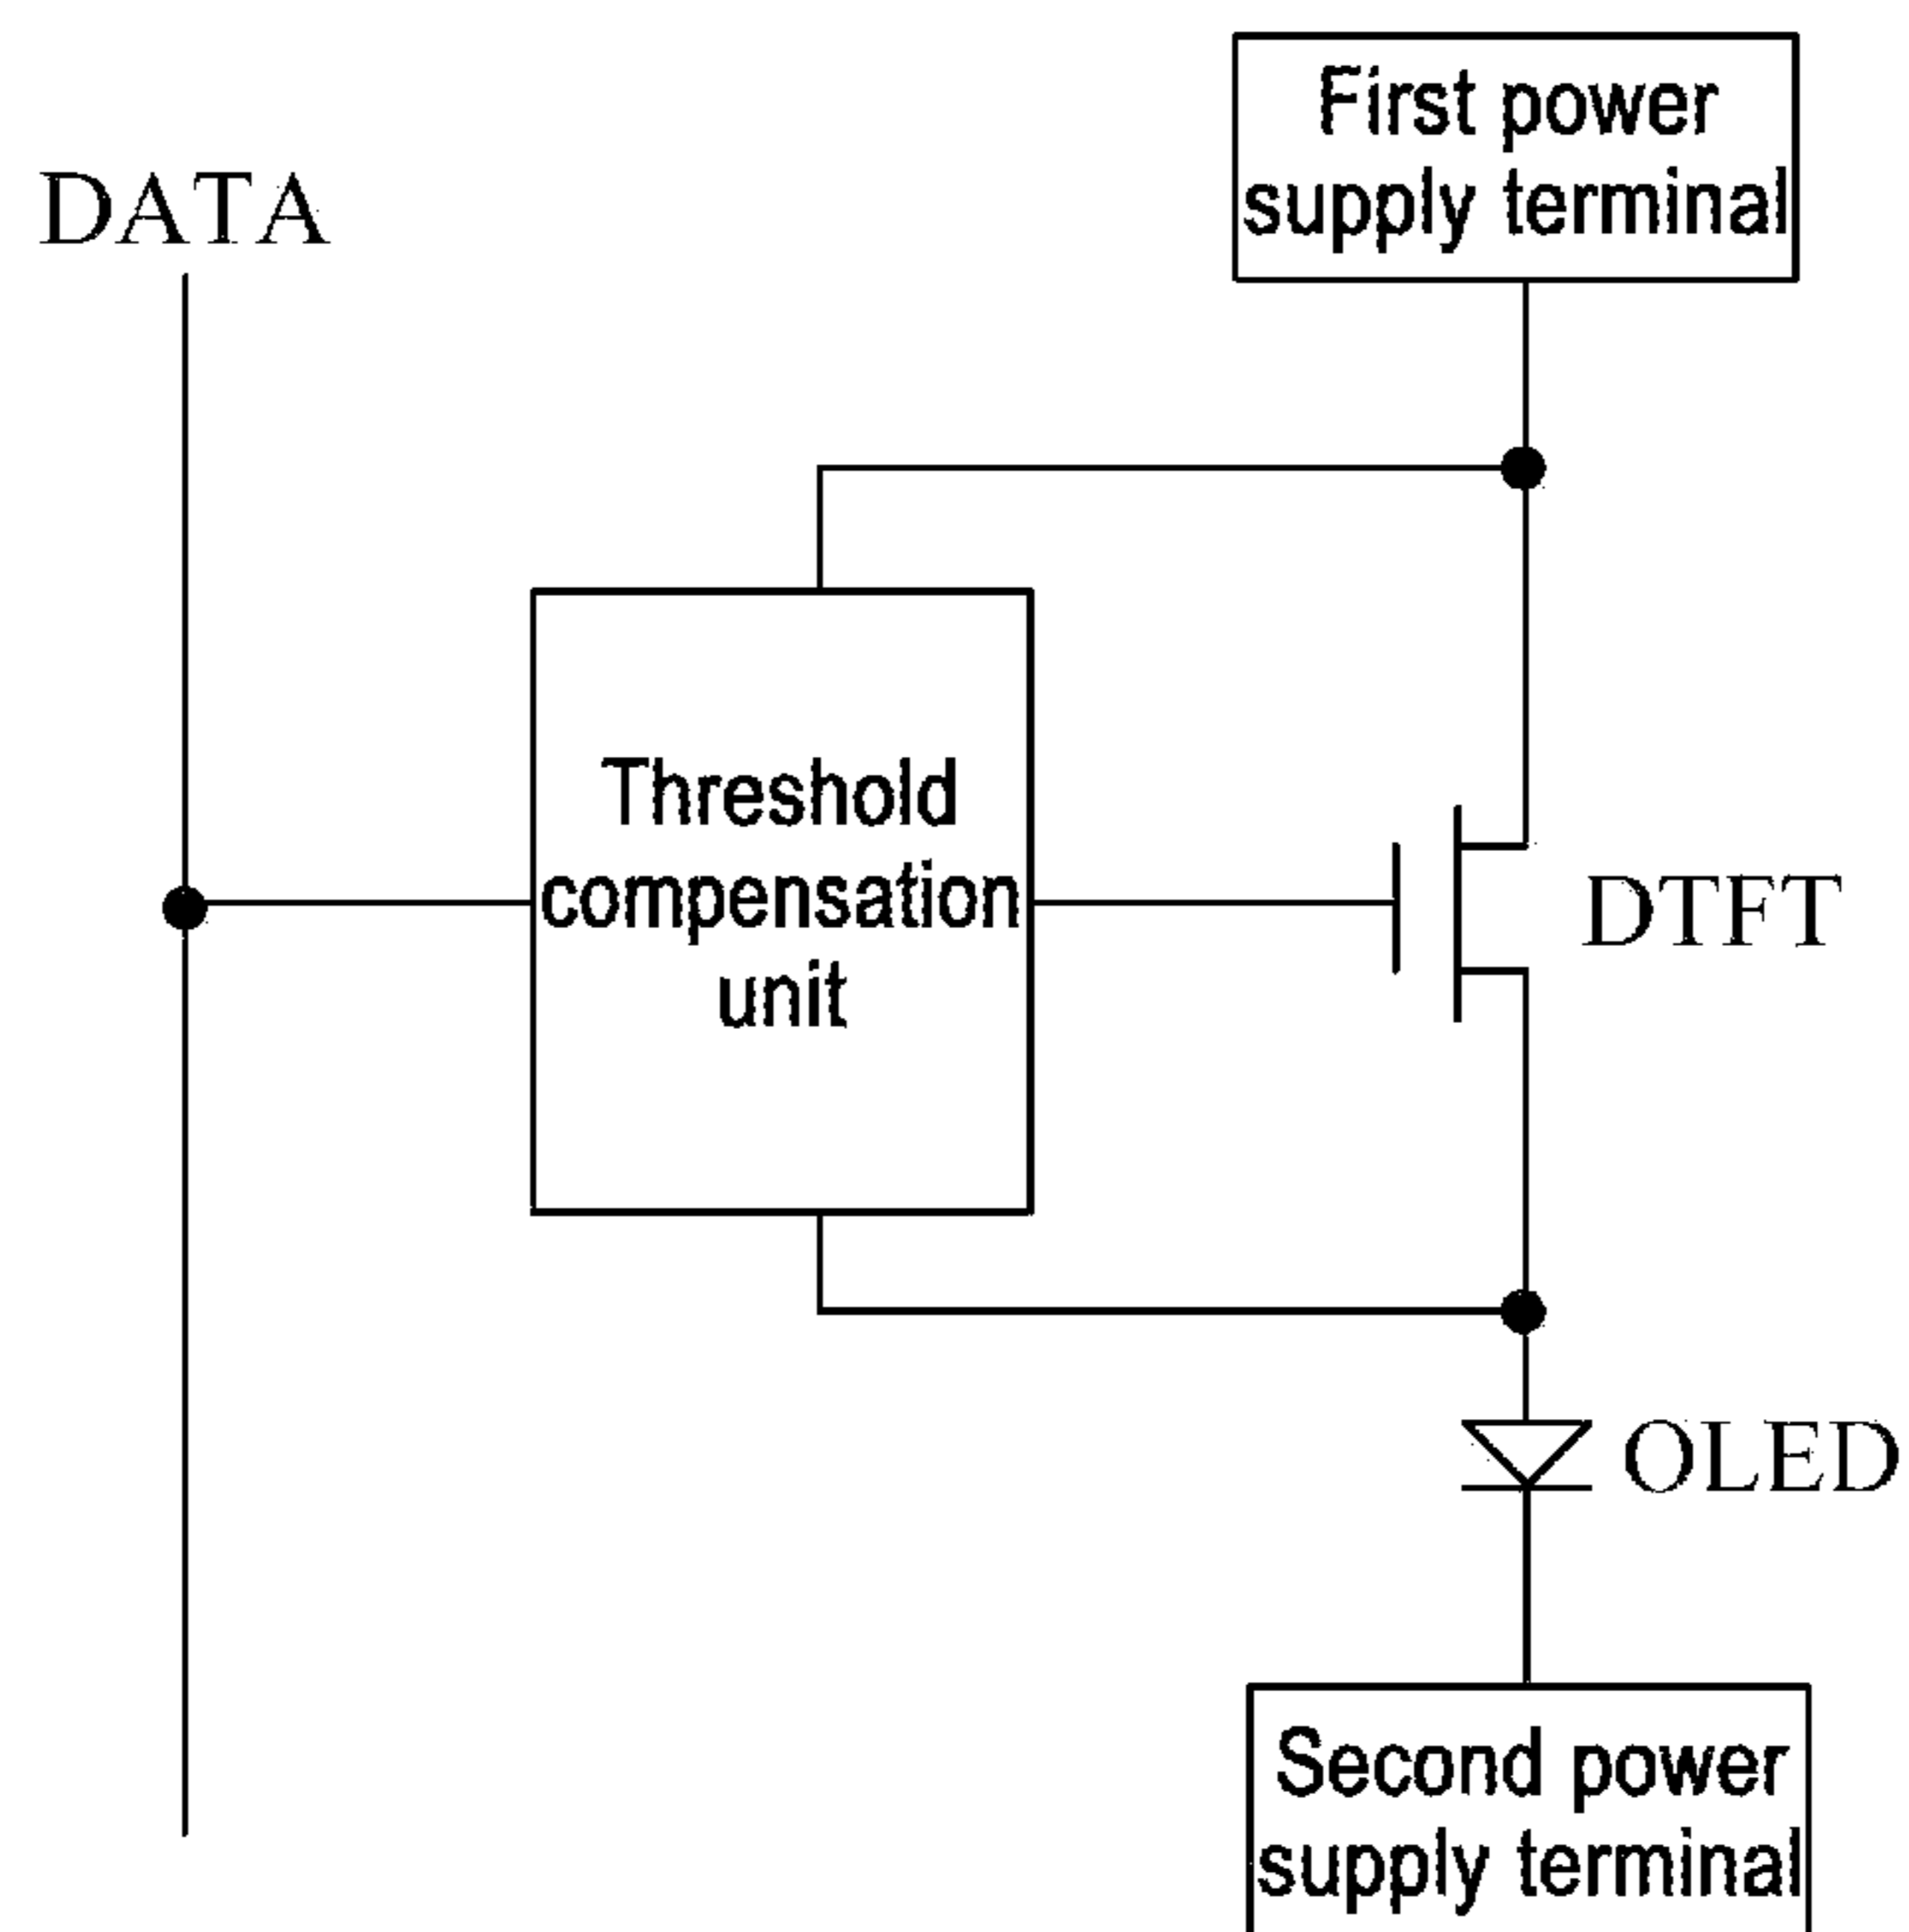 First power
supply terminal
DATA
Threshold
compensation
unit
DTFT
OLED
Second power
supply terminal